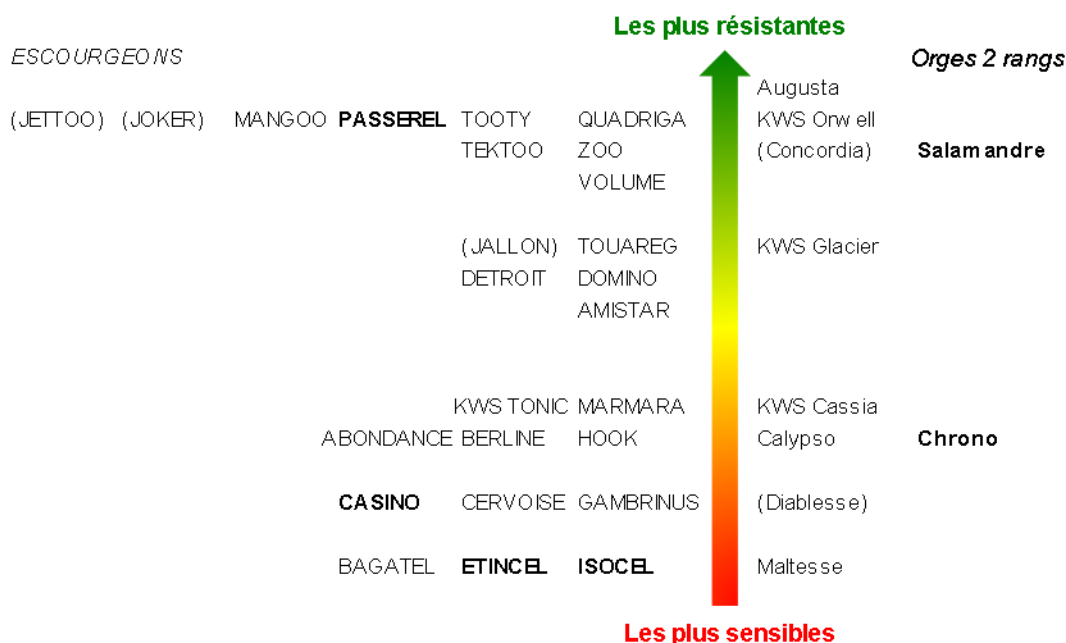 Les plus résistantes
ESCOURGEONS Orges 2 rangs
Augusta
(JETTOO) (JOKER) MANGOO PASSEREL TOOTY QUADRIGA KWS Orwell
TEKTOO ZOO (Concordia) Salamandre
VOLUME
(JALLON) TOUAREG KWS Glacier
DETROIT DOMINO
AMISTAR
KWS TONIC MARMARA KWS Cassia
ABONDANCE BERLINE HOOK Calypso Chrono
CASINO CERVOISE GAMBRINUS (Diablesse)
BAGATEL ETINCEL ISOCEL Maltesse
Les plus sensibles